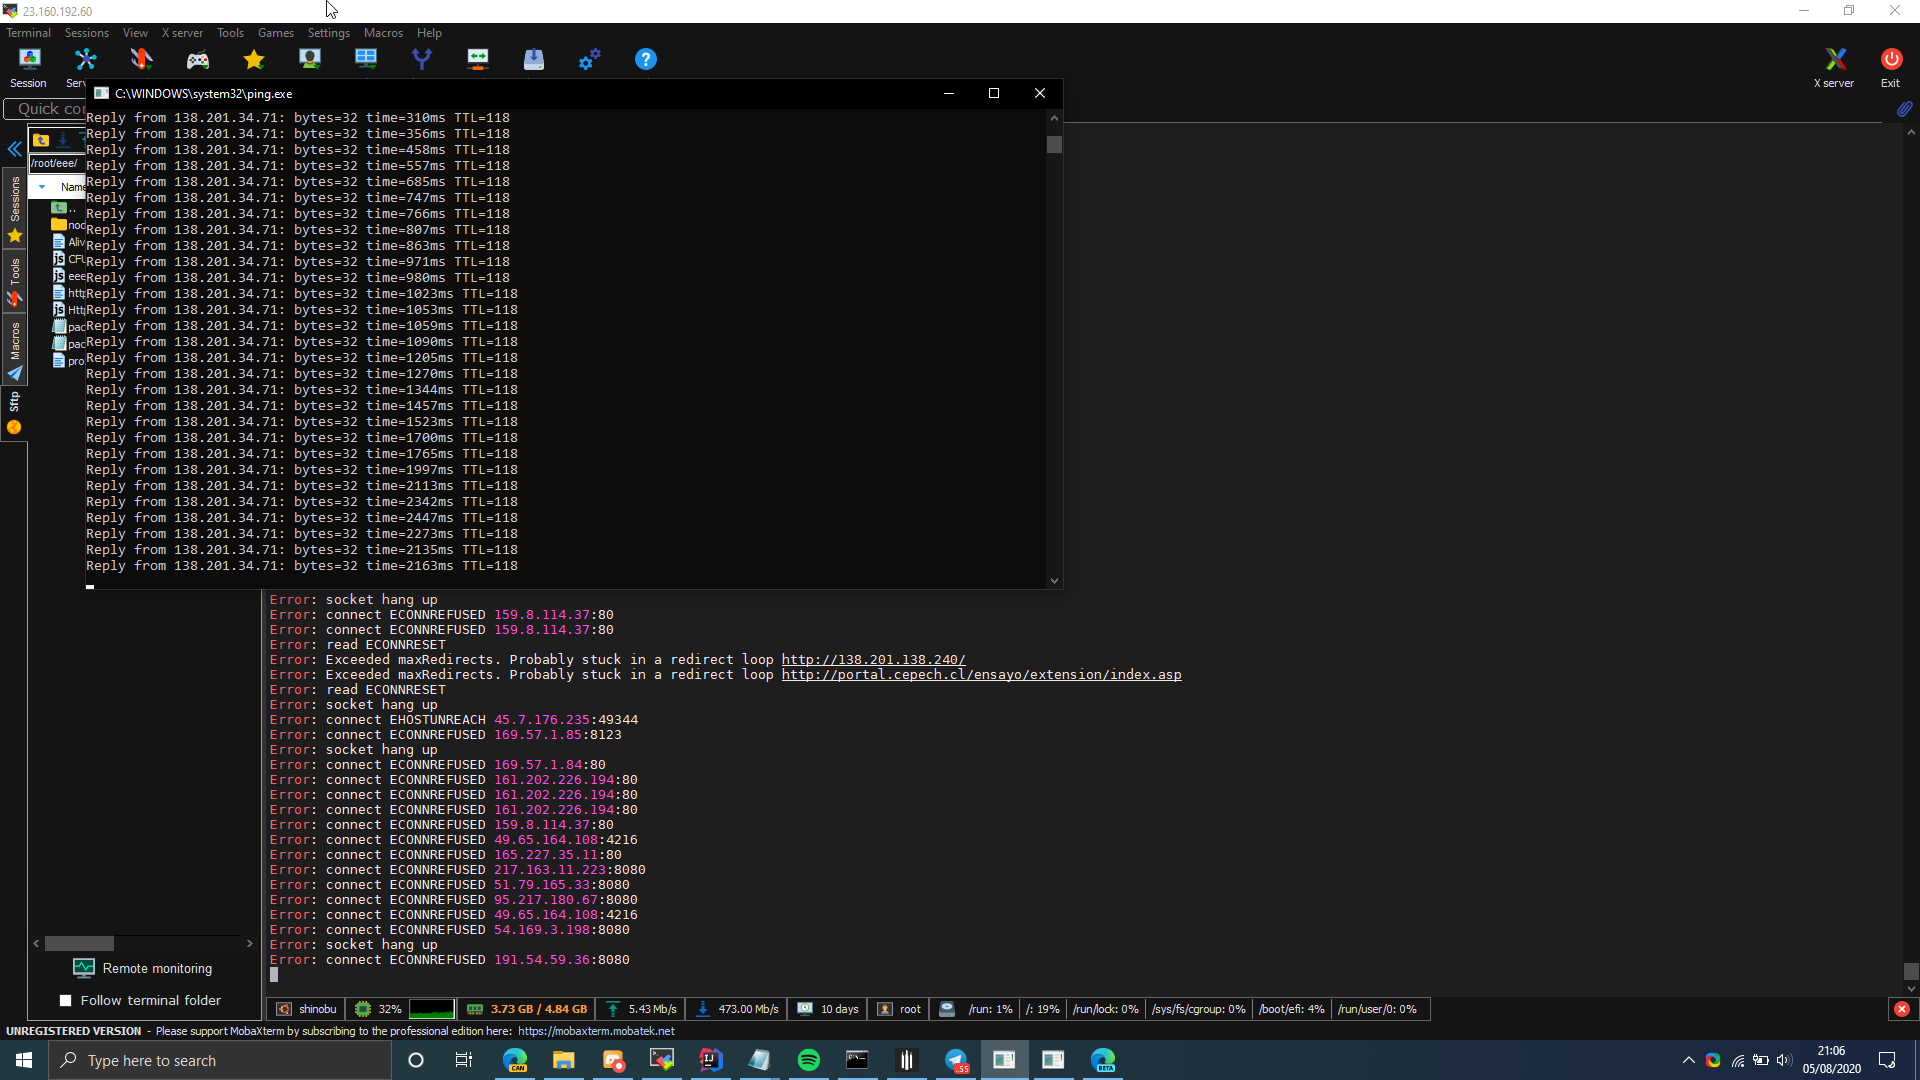 23.160.192.60
Terminal Sessions View X server Tools Games Settings Macros Help
Session Ser
X server Exit
C:\WINDOWS\system32\ping.exe
Quick cor
/root/eee/
Name
..
nod
Aliv
CFU
eee
http
Http
pac
pac
pro
Sessions
Tools
Macros
Sftp
Reply from 138.201.34.71: bytes=32 time=310ms TTL=118
Reply from 138.201.34.71: bytes=32 time=356ms TTL=118
Reply from 138.201.34.71: bytes=32 time=458ms TTL=118
Reply from 138.201.34.71: bytes=32 time=557ms TTL=118
Reply from 138.201.34.71: bytes=32 time=685ms TTL=118
Reply from 138.201.34.71: bytes=32 time=747ms TTL=118
Reply from 138.201.34.71: bytes=32 time=766ms TTL=118
Reply from 138.201.34.71: bytes=32 time=807ms TTL=118
Reply from 138.201.34.71: bytes=32 time=863ms TTL=118
Reply from 138.201.34.71: bytes=32 time=971ms TTL=118
Reply from 138.201.34.71: bytes=32 time=980ms TTL=118
Reply from 138.201.34.71: bytes=32 time=1023ms TTL=118
Reply from 138.201.34.71: bytes=32 time=1053ms TTL=118
Reply from 138.201.34.71: bytes=32 time=1059ms TTL=118
Reply from 138.201.34.71: bytes=32 time=1090ms TTL=118
Reply from 138.201.34.71: bytes=32 time=1205ms TTL=118
Reply from 138.201.34.71: bytes=32 time=1270ms TTL=118
Reply from 138.201.34.71: bytes=32 time=1344ms TTL=118
Reply from 138.201.34.71: bytes=32 time=1457ms TTL=118
Reply from 138.201.34.71: bytes=32 time=1523ms TTL=118
Reply from 138.201.34.71: bytes=32 time=1700ms TTL=118
Reply from 138.201.34.71: bytes=32 time=1765ms TTL=118
Reply from 138.201.34.71: bytes=32 time=1997ms TTL=118
Reply from 138.201.34.71: bytes=32 time=2113ms TTL=118
Reply from 138.201.34.71: bytes=32 time=2342ms TTL=118
Reply from 138.201.34.71: bytes=32 time=2447ms TTL=118
Reply from 138.201.34.71: bytes=32 time=2273ms TTL=118
Reply from 138.201.34.71: bytes=32 time=2135ms TTL=118
Reply from 138.201.34.71: bytes=32 time=2163ms TTL=118
Error: socket hang up
Error: connect ECONNREFUSED 159.8.114.37:80
Error: connect ECONNREFUSED 159.8.114.37:80
Error: read ECONNRESET
Error: Exceeded maxRedirects. Probably stuck in a redirect loop http://138.201.138.240/
Error: Exceeded maxRedirects. Probably stuck in a redirect loop http://portal.cepech.cl/ensayo/extension/index.asp
Error: read ECONNRESET
Error: socket hang up
Error: connect EHOSTUNREACH 45.7.176.235:49344
Error: connect ECONNREFUSED 169.57.1.85:8123
Error: socket hang up
Error: connect ECONNREFUSED 169.57.1.84:80
Error: connect ECONNREFUSED 161.202.226.194:80
Error: connect ECONNREFUSED 161.202.226.194:80
Error: connect ECONNREFUSED 161.202.226.194:80
Error: connect ECONNREFUSED 159.8.114.37:80
Error: connect ECONNREFUSED 49.65.164.108:4216
Error: connect ECONNREFUSED 165.227.35.11:80
Error: connect ECONNREFUSED 217.163.11.223:8080
Error: connect ECONNREFUSED 51.79.165.33:8080
Error: connect ECONNREFUSED 95.217.180.67:8080
Error: connect ECONNREFUSED 49.65.164.108:4216
Error: connect ECONNREFUSED 54.169.3.198:8080
Error: socket hang up
Error: connect ECONNREFUSED 191.54.59.36:8080
Remote monitoring
Follow terminal folder
shinobu 32% 3.73 GB / 4.84 GB 5.43 Mb/s 473.00 Mb/s 10 days root /run: 1% /: 19% /run/lock: 0% /sys/fs/cgroup: 0% /boot/efi: 4% /run/user/0: 0%
UNREGISTERED VERSION - Please support MobaXterm by subscribing to the professional edition here: https://mobaxterm.mobatek.net
Type here to search
CAN
55
BETA
21:06
05/08/2020